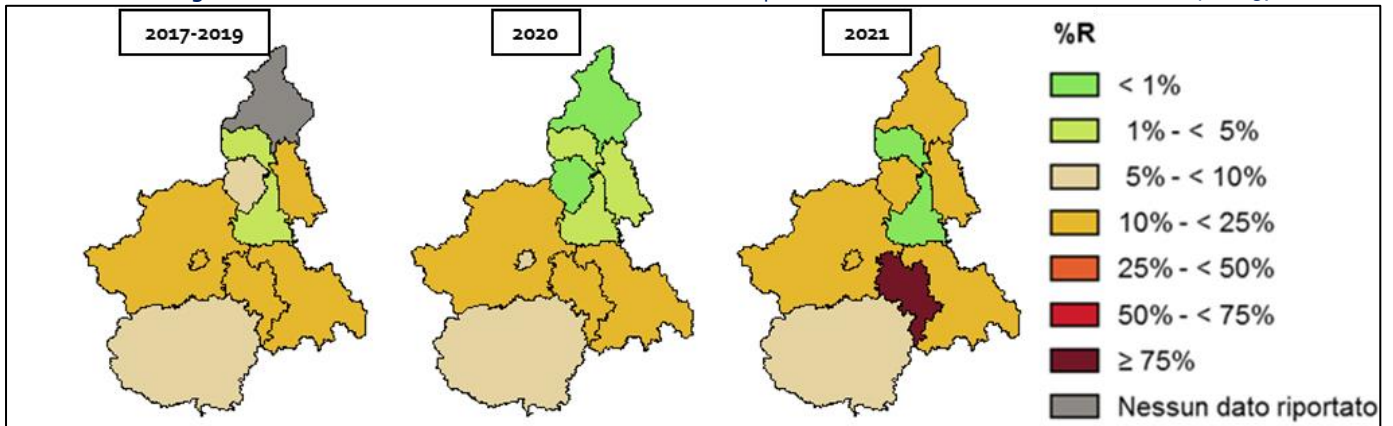 2017-2019
2020
2021
%R
< 1%
1% - < 5%
5% - < 10%
10% - < 25%
25% - < 50%
50% - < 75%
≥ 75%
Nessun dato riportato